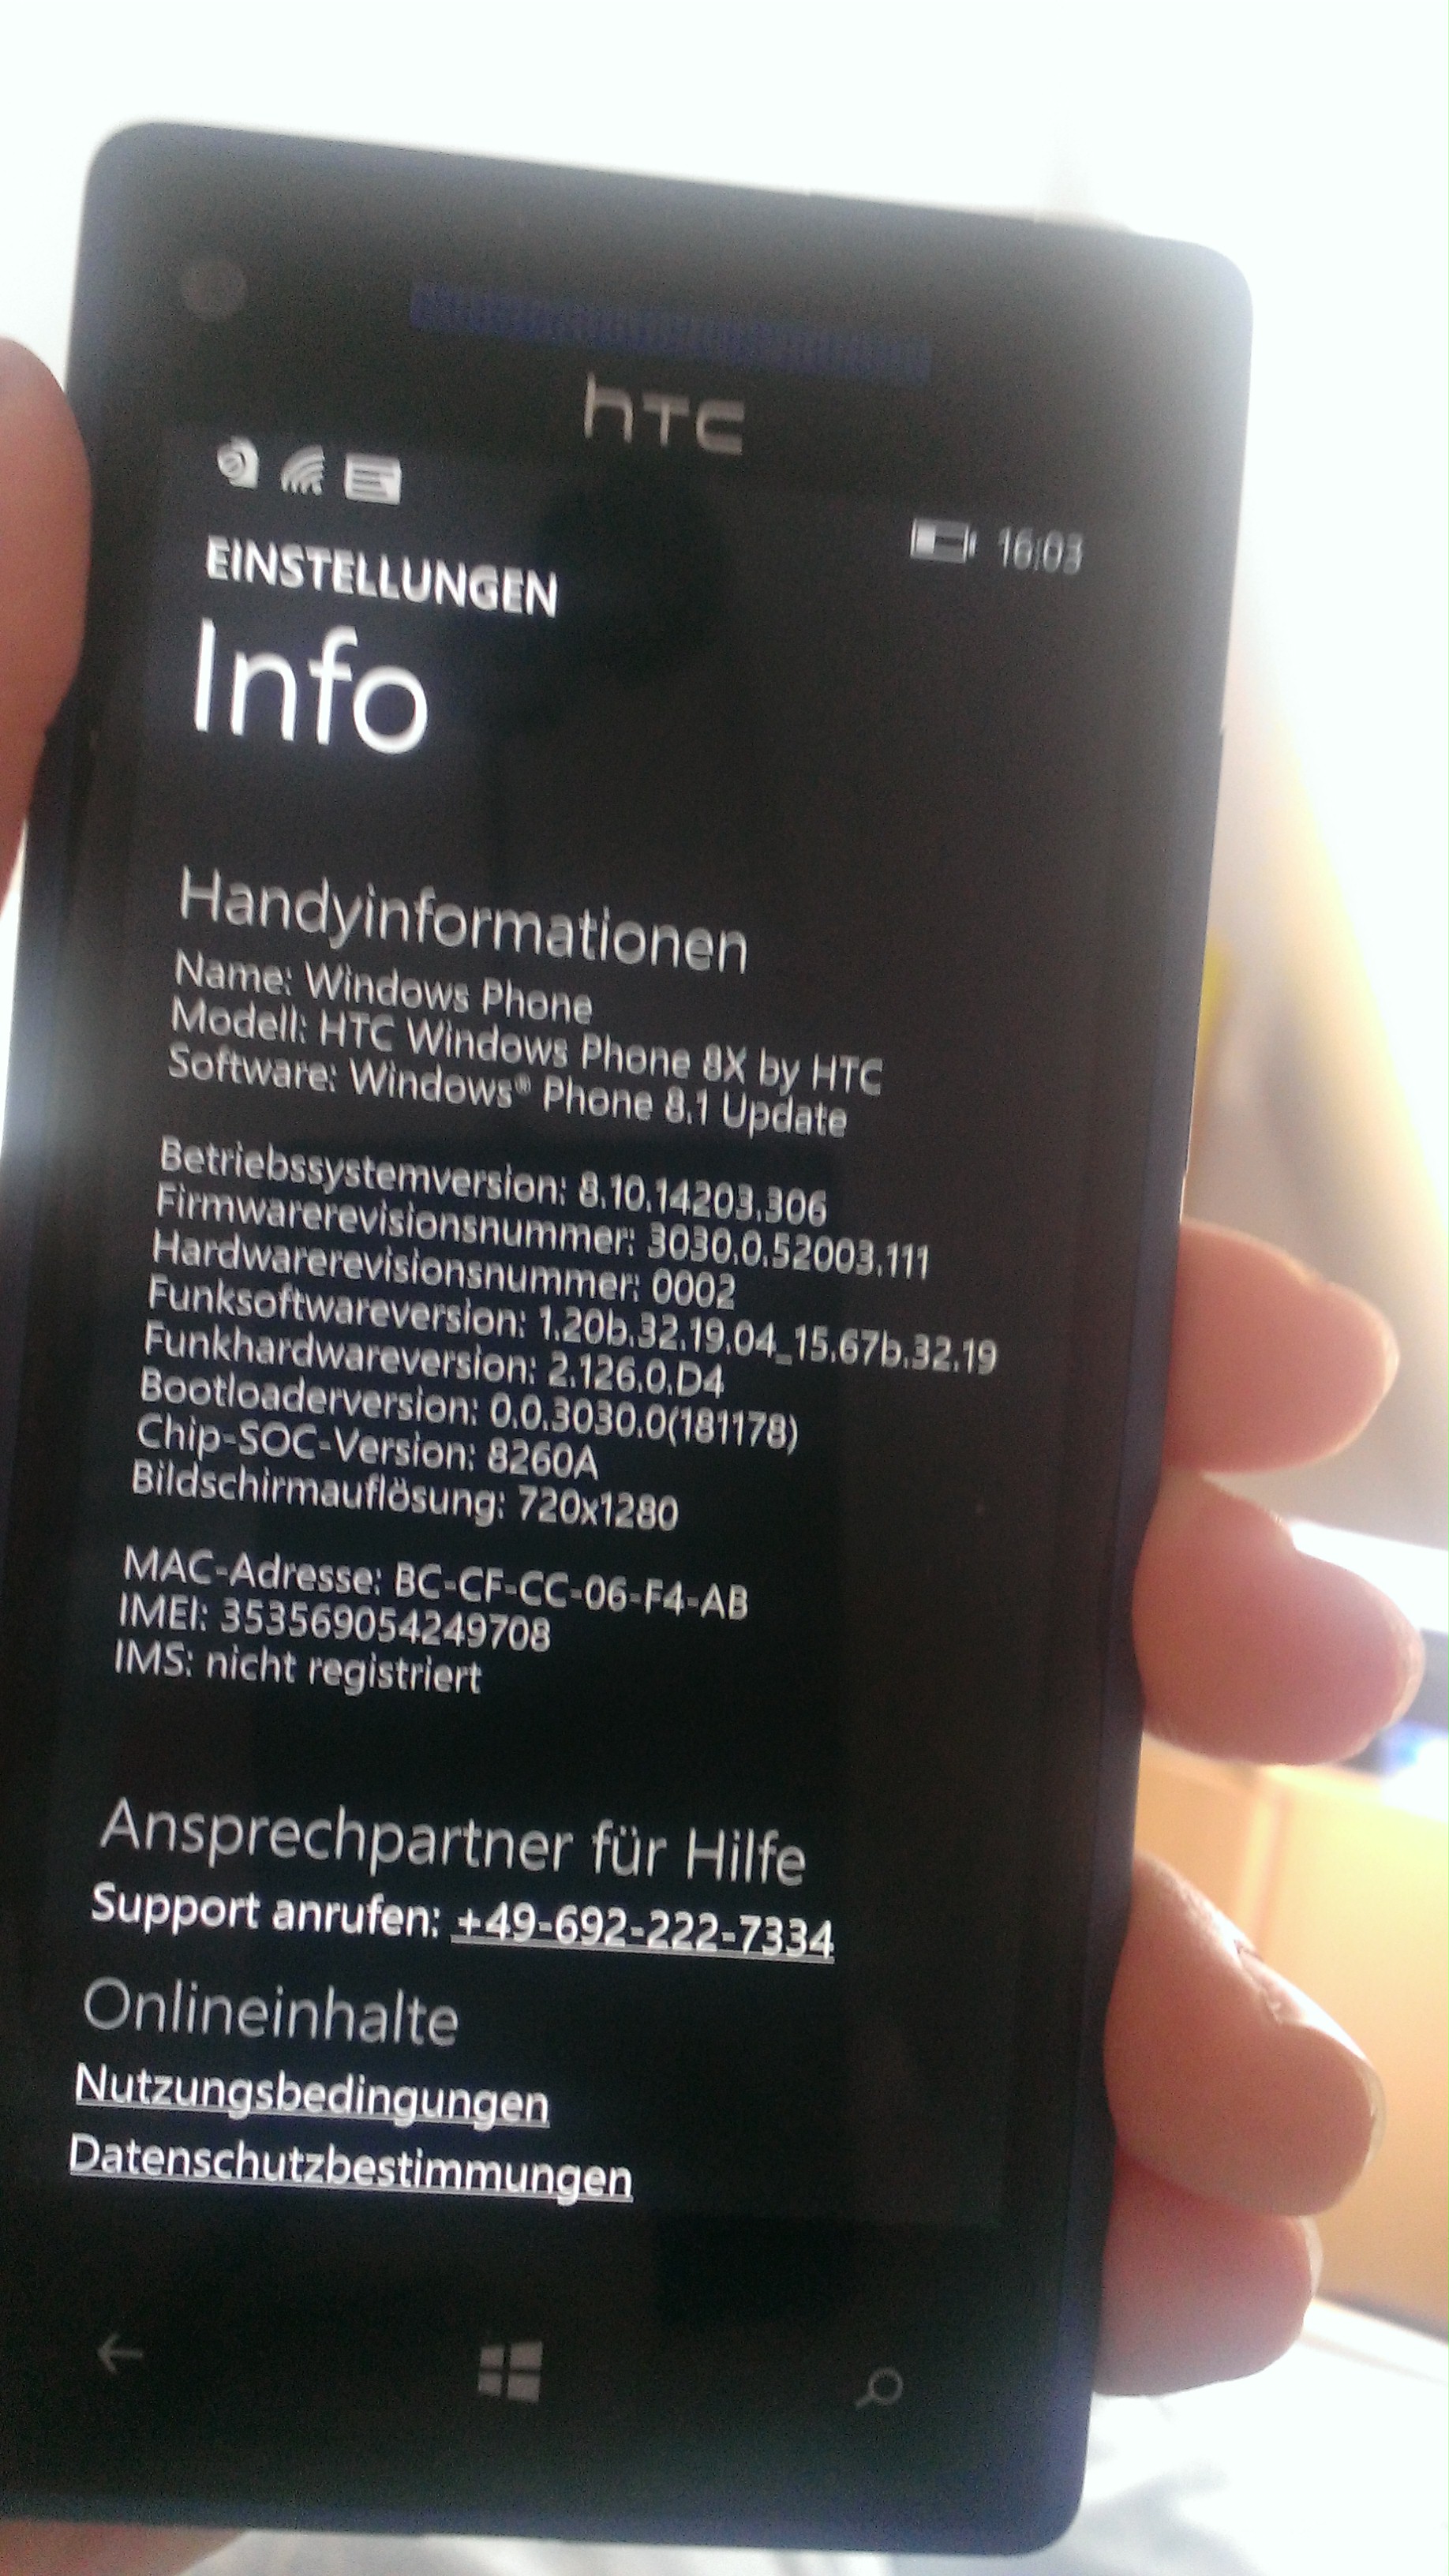 hTC
16:03
EINSTELLUNGEN
Info
Handyinformationen
Name: Windows Phone
Modell: HTC Windows Phone 8X by HTC
Software: Windows® Phone 8.1 Update
Betriebssystemversion: 8.10.14203.306
Firmwarerevisionsnummer: 3030.0.52003.111
Hardwarerevisionsnummer: 0002
Funksoftwareversion: 1.20b.32.19.04_15.67b.32.19
Funkhardwareversion: 2.126.0.D4
Bootloaderversion: 0.0.3030.0(181178)
Chip-SOC-Version: 8260A
Bildschirmauflösung: 720x1280
MAC-Adresse: BC-CF-CC-06-F4-AB
IMEI: 353569054249708
IMS: nicht registriert
Ansprechpartner für Hilfe
Support anrufen: +49-692-222-7334
Onlineinhalte
Nutzungsbedingungen
Datenschutzbestimmungen